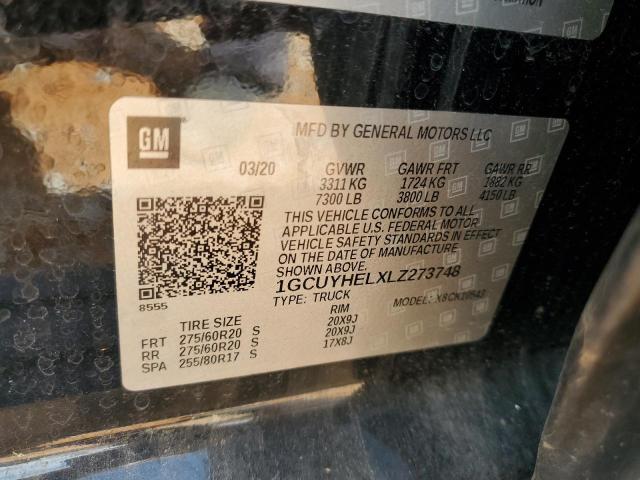 GM
MFD BY GENERAL MOTORS LLC
03/20 GVWR GAWR FRT GAWR RR
3311 KG 1724 KG 1882 KG
7300 LB 3800 LB 4150 LB
THIS VEHICLE CONFORMS TO ALL
APPLICABLE U.S. FEDERAL MOTOR
VEHICLE SAFETY STANDARDS IN EFFECT
ON THE DATE OF MANUFACTURE
SHOWN ABOVE.
1GCUYHELXLZ273748
8555
TYPE: TRUCK MODEL:
TIRE SIZE RIM
FRT 275/60R20 S 20X9J
RR 275/60R20 S 20X9J
SPA 255/80R17 S 17X8J